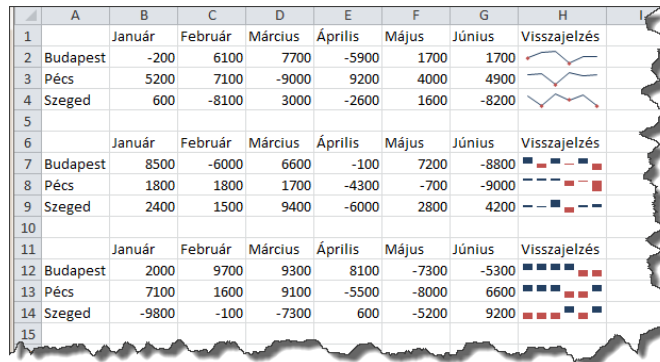 A B C D E F G H I
1 Január Február Március Április Május Június Visszajelzés
2 Budapest -200 6100 7700 -5900 1700 1700
3 Pécs 5200 7100 -9000 9200 4000 4900
4 Szeged 600 -8100 3000 -2600 1600 -8200
5
6 Január Február Március Április Május Június Visszajelzés
7 Budapest 8500 -6000 6600 -100 7200 -8800
8 Pécs 1800 1800 1700 -4300 -700 -9000
9 Szeged 2400 1500 9400 -6000 2800 4200
10
11 Január Február Március Április Május Június Visszajelzés
12 Budapest 2000 9700 9300 8100 -7300 -5300
13 Pécs 7100 1600 9100 -5500 -8000 6600
14 Szeged -9800 -100 -7300 600 -5200 9200
15